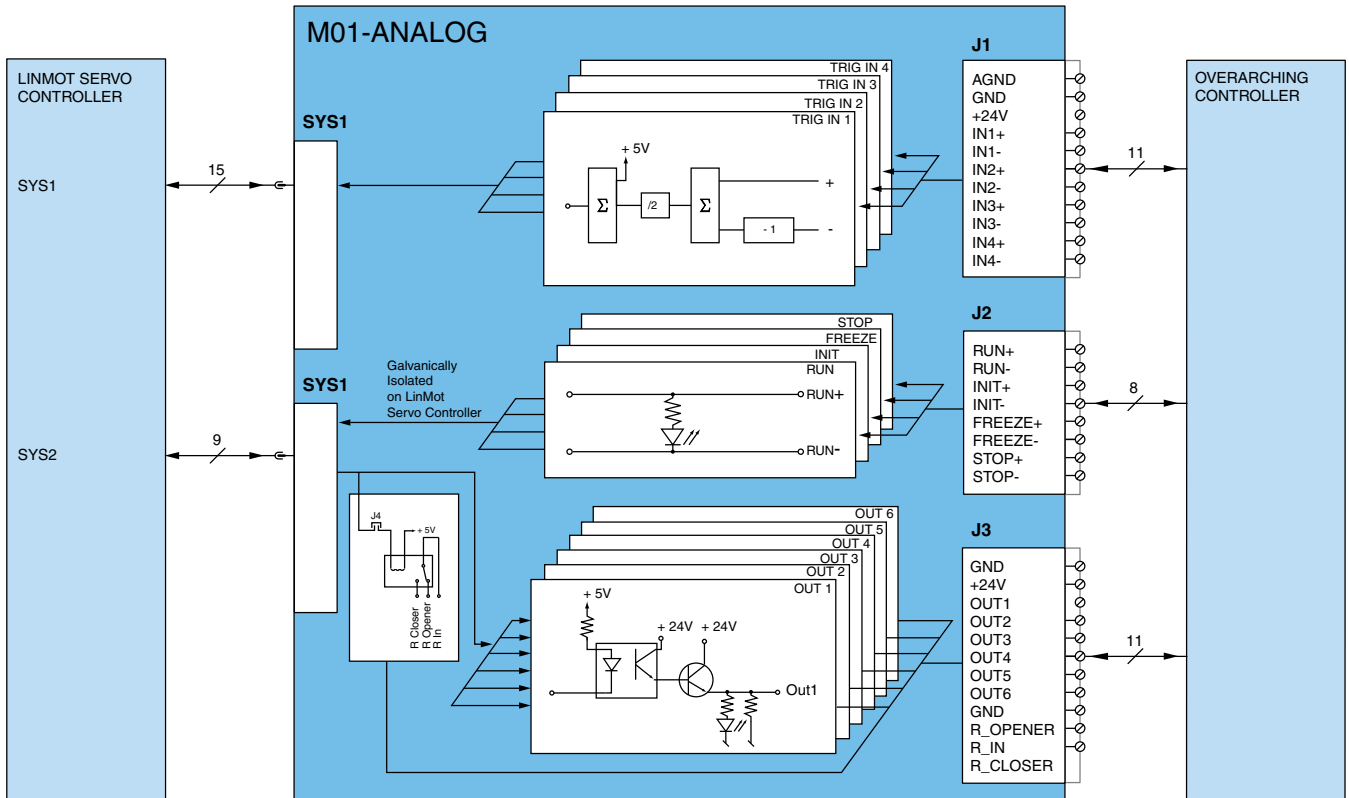 M01-ANALOG
LINMOT SERVO
CONTROLLER
SYS1
15
SYS2
9
SYS1
SYS1
TRIG IN 4
TRIG IN 3
TRIG IN 2
TRIG IN 1
+ 5V
Σ
/2
Σ
+
- 1
-
Galvanically
Isolated
on LinMot
Servo Controller
STOP
FREEZE
INIT
RUN
RUN+
RUN-
J4
+ 5V
R Closer
R Opener
R In
OUT 6
OUT 5
OUT 4
OUT 3
OUT 2
OUT 1
+ 5V
+ 24V
+ 24V
Out1
J1
AGND
GND
+24V
IN1+
IN1-
IN2+
IN2-
IN3+
IN3-
IN4+
IN4-
11
J2
RUN+
RUN-
INIT+
INIT-
FREEZE+
FREEZE-
STOP+
STOP-
8
J3
GND
+24V
OUT1
OUT2
OUT3
OUT4
OUT5
OUT6
GND
R_OPENER
R_IN
R_CLOSER
11
OVERARCHING
CONTROLLER